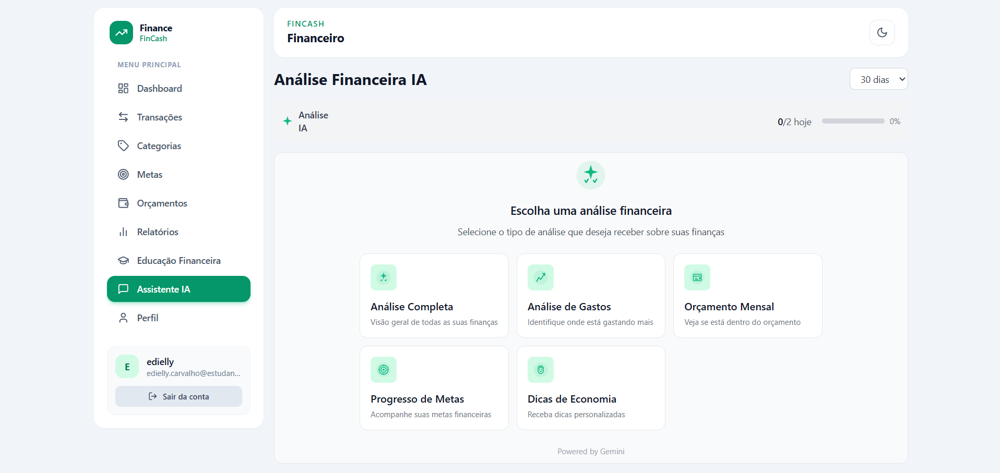 Finance
FinCash
MENU PRINCIPAL
Dashboard
Transações
Categorias
Metas
Orçamentos
Relatórios
Educação Financeira
Assistente IA
Perfil
E
edielly
edielly.carvalho@estudan...
Sair da conta
FINCASH
Financeiro
Análise Financeira IA
30 dias
Análise
IA
0/2 hoje
0%
Escolha uma análise financeira
Selecione o tipo de análise que deseja receber sobre suas finanças
Análise Completa
Visão geral de todas as suas finanças
Análise de Gastos
Identifique onde está gastando mais
Orçamento Mensal
Veja se está dentro do orçamento
Progresso de Metas
Acompanhe suas metas financeiras
Dicas de Economia
Receba dicas personalizadas
Powered by Gemini